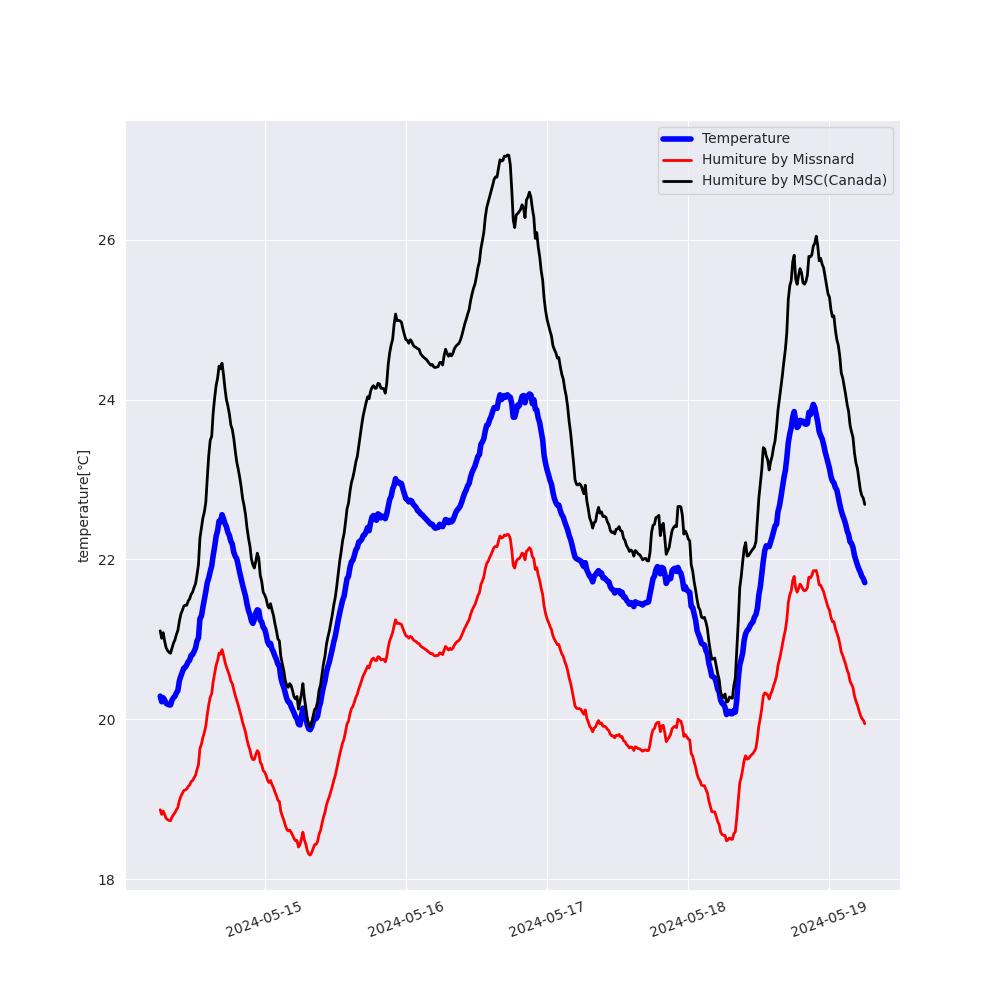 Temperature
Humiture by Missnard
Humiture by MSC(Canada)
26
24
22
20
18
temperature[℃]
2024-05-15
2024-05-16
2024-05-17
2024-05-18
2024-05-19